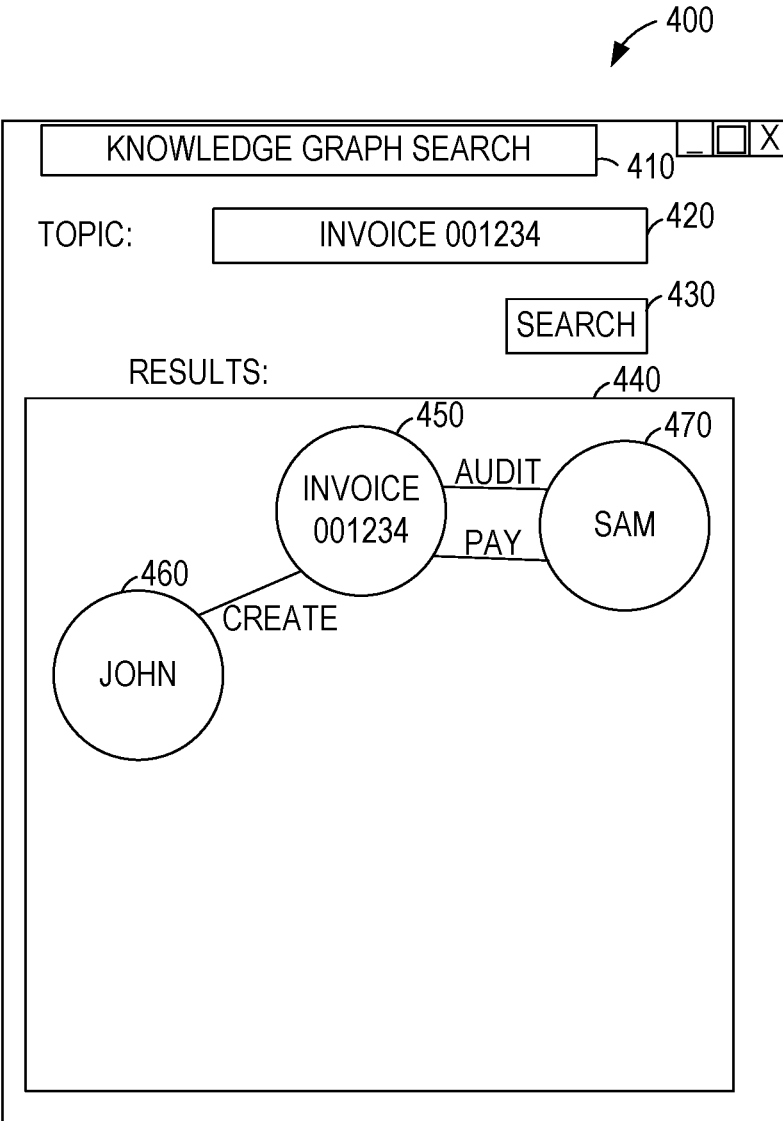 400
KNOWLEDGE GRAPH SEARCH
_ X
410
TOPIC:
INVOICE 001234
420
SEARCH
430
RESULTS:
440
450
INVOICE
001234
AUDIT
PAY
470
SAM
460
CREATE
JOHN